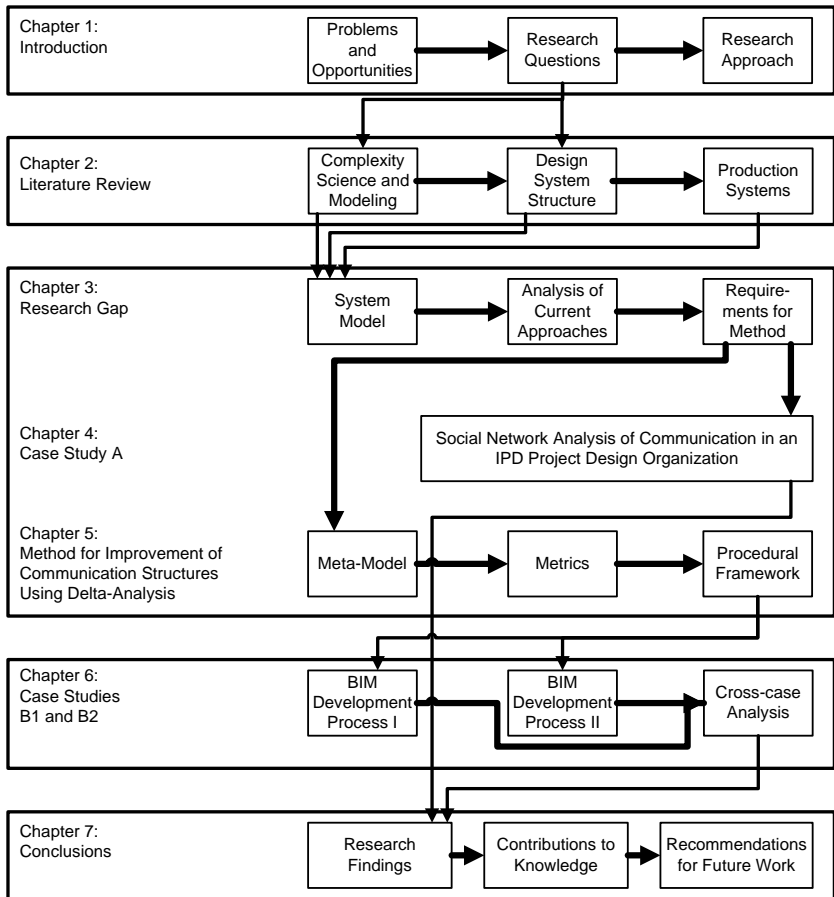 Chapter 1:
Introduction
Problems
and
Opportunities
Research
Questions
Research
Approach
Chapter 2:
Literature Review
Complexity
Science and
Modeling
Design
System
Structure
Production
Systems
Chapter 3:
Research Gap
System
Model
Analysis of
Current
Approaches
Require-
ments for
Method
Chapter 4:
Case Study A
Social Network Analysis of Communication in an
IPD Project Design Organization
Chapter 5:
Method for Improvement of
Communication Structures
Using Delta-Analysis
Meta-Model
Metrics
Procedural
Framework
Chapter 6:
Case Studies
B1 and B2
BIM
Development
Process I
BIM
Development
Process II
Cross-case
Analysis
Chapter 7:
Conclusions
Research
Findings
Contributions to
Knowledge
Recommendations
for Future Work